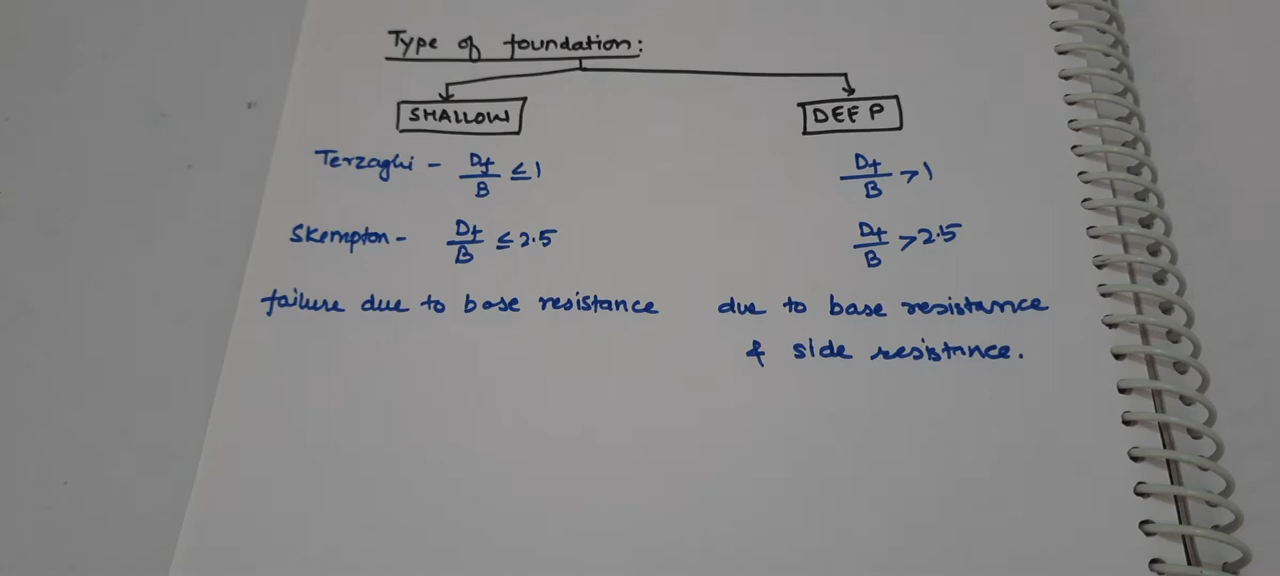 Type of foundation:
SHALLOW DEEP
Terzaghi - Df/B ≤ 1 Df/B > 1
Skempton - Df/B ≤ 2.5 Df/B > 2.5
failure due to base resistance due to base resistance
& side resistance.